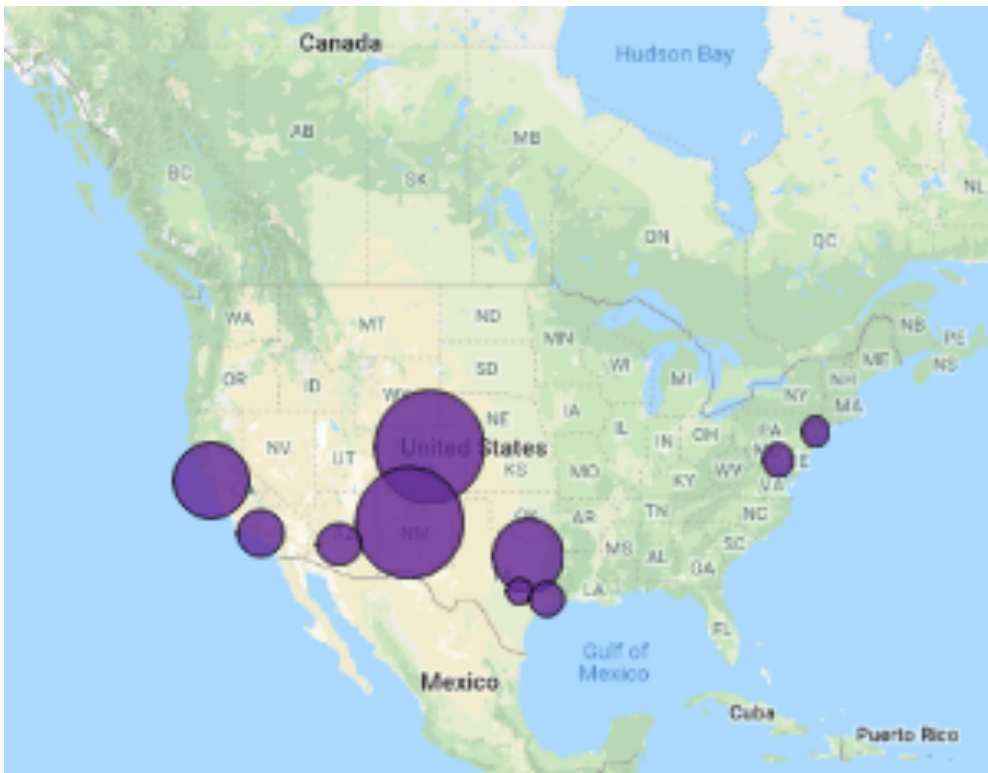 Canada
Hudson Bay
AB
MB
BC
SK
NL
ON
QC
WA
MT
ND
NB
PE
MN
ME
NS
OR
ID
SD
WI
MI
NH
NY
MA
NE
IA
PA
IL
IN
OH
NV
UT
United States
KS
MO
KY
WV
VA
CA
AZ
NM
OK
AR
TN
NC
MS
AL
SC
GA
LA
FL
Gulf of
Mexico
Mexico
Cuba
Puerto Rico